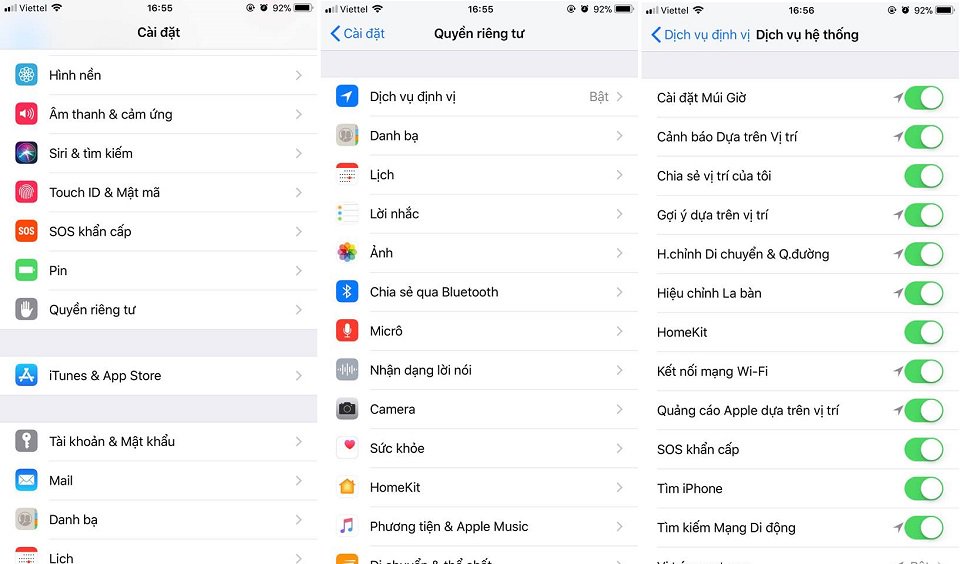 Viettel 16:55 92%
Cài đặt
Hình nền
Âm thanh & cảm ứng
Siri & tìm kiếm
Touch ID & Mật mã
SOS
SOS khẩn cấp
Pin
Quyền riêng tư
iTunes & App Store
Tài khoản & Mật khẩu
Mail
Danh bạ
Lịch
Viettel 16:55 92%
Cài đặt Quyền riêng tư
Dịch vụ định vị Bật
Danh bạ
Lịch
Lời nhắc
Ảnh
Chia sẻ qua Bluetooth
Micrô
Nhận dạng lời nói
Camera
Sức khỏe
HomeKit
Phương tiện & Apple Music
Di chuyển & thể chất
Viettel 16:56 92%
Dịch vụ định vị Dịch vụ hệ thống
Cài đặt Múi Giờ
Cảnh báo Dựa trên Vị trí
Chia sẻ vị trí của tôi
Gợi ý dựa trên vị trí
H.chỉnh Di chuyển & Q.đường
Hiệu chỉnh La bàn
HomeKit
Kết nối mạng Wi-Fi
Quảng cáo Apple dựa trên vị trí
SOS khẩn cấp
Tìm iPhone
Tìm kiếm Mạng Di động